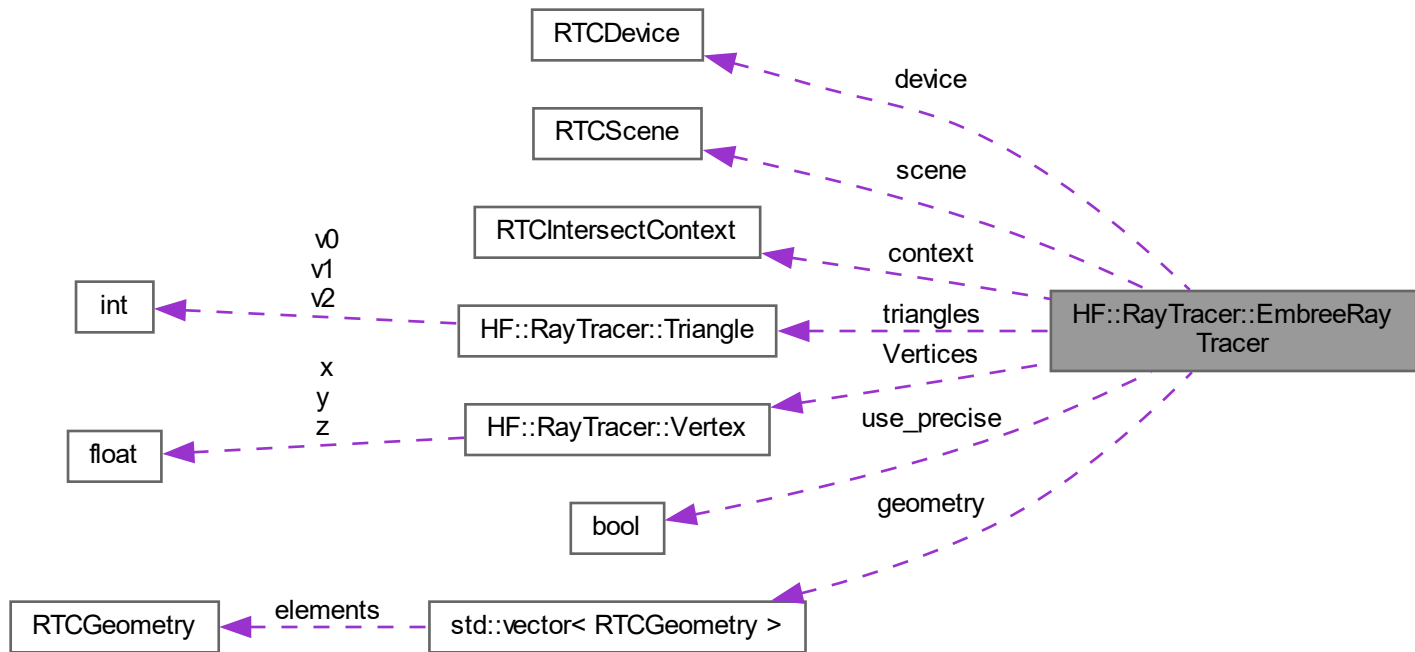 RTCDevice
device
RTCScene
scene
RTCIntersectContext
context
v0
v1
v2
int
HF::RayTracer::Triangle
triangles
HF::RayTracer::EmbreeRay
Tracer
Vertices
x
y
z
float
HF::RayTracer::Vertex
use_precise
bool
geometry
RTCGeometry
elements
std::vector< RTCGeometry >